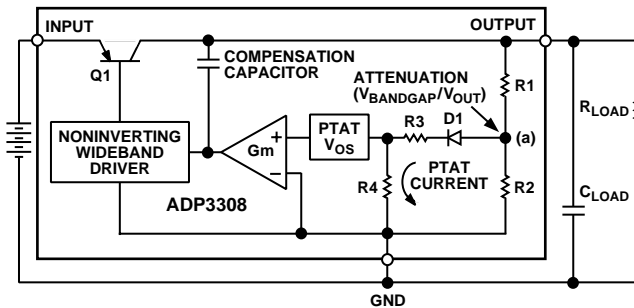 INPUT
OUTPUT
Q1
COMPENSATION
CAPACITOR
ATTENUATION
(VBANDGAP/VOUT)
R1
RLOAD
D1
R3
(a)
NONINVERTING
WIDEBAND
DRIVER
Gm
+
−
PTAT
VOS
R4
PTAT
CURRENT
R2
CLOAD
ADP3308
GND